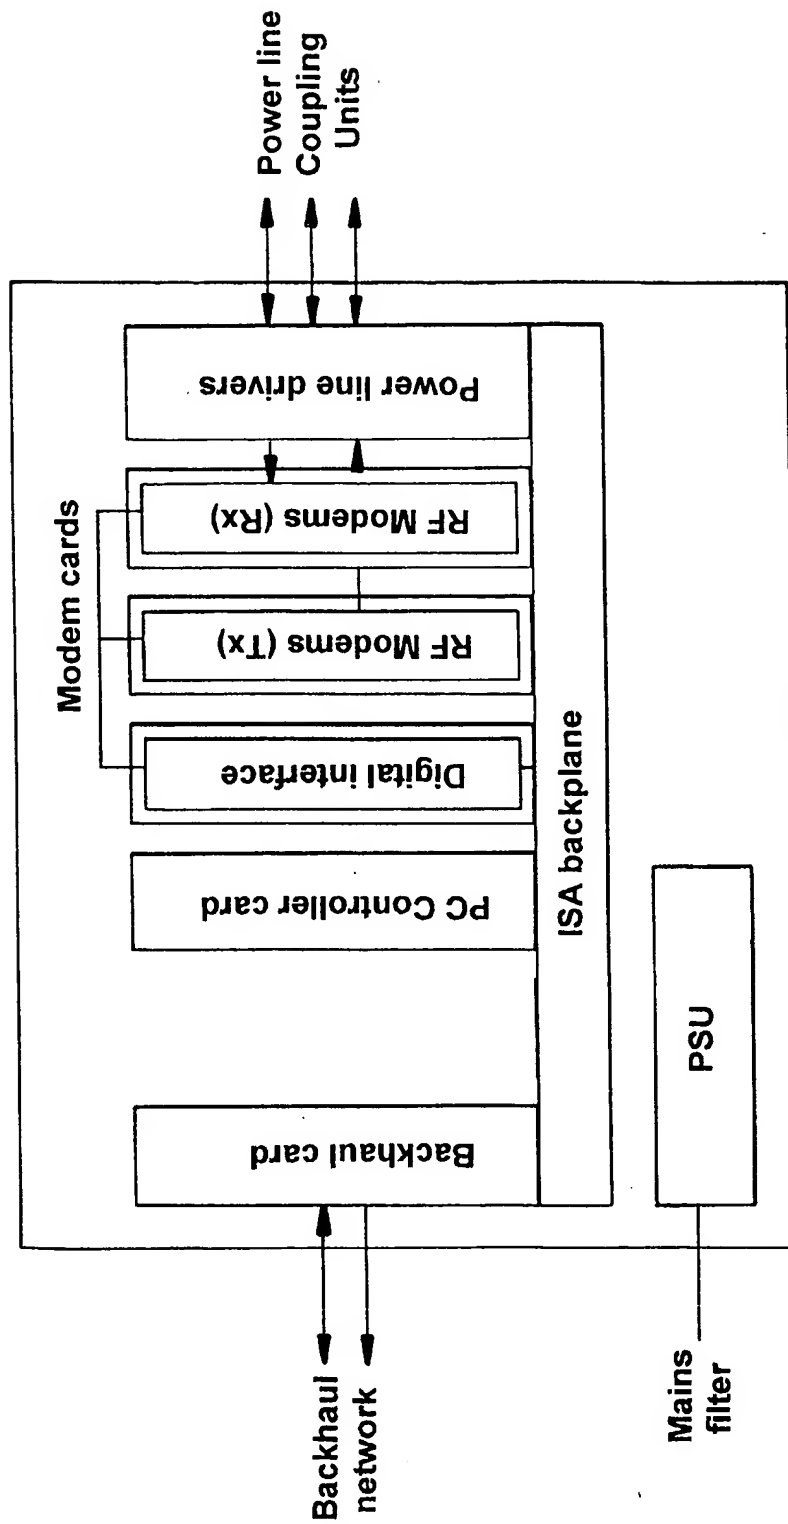 Modem cards
Backhaul card
PC Controller card
Digital interface
RF Modems (Tx)
RF Modems (Rx)
Power line drivers
Power line
Coupling
Units
Backhaul
network
ISA backplane
Mains
filter
PSU